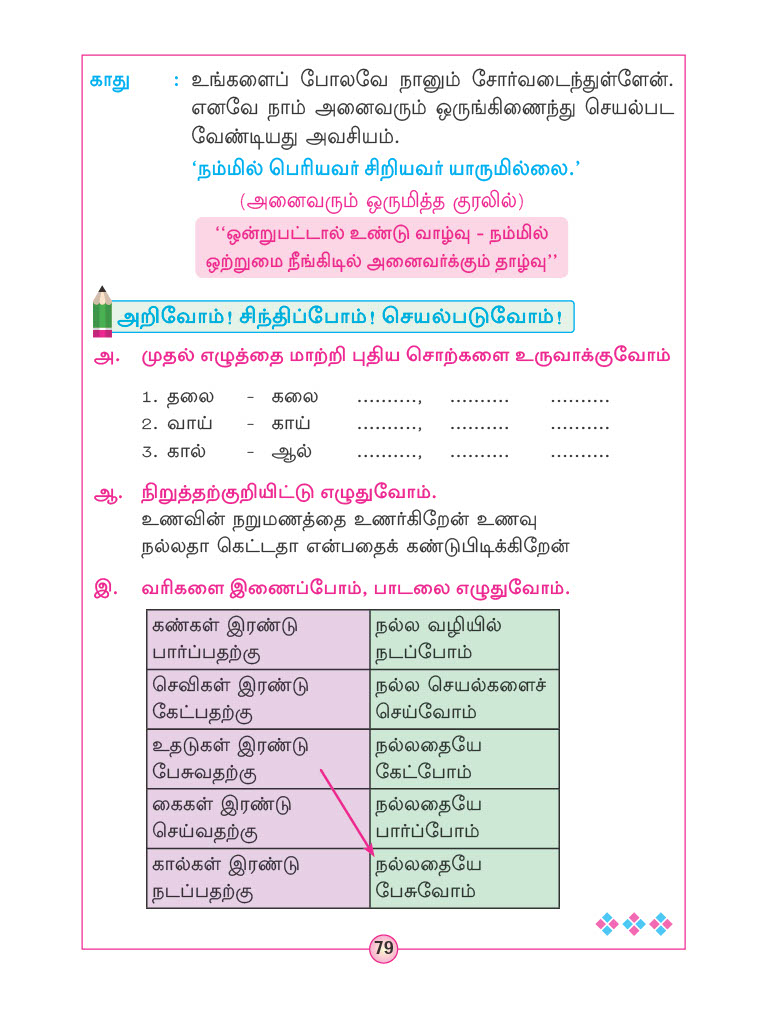 காது : உங்களைப் போலவே நானும் சோர்வடைந்துள்ளேன்.
எனவே நாம் அனைவரும் ஒருங்கிணைந்து செயல்பட
வேண்டியது அவசியம்.
‘நம்மில் பெரியவர் சிறியவர் யாருமில்லை.’
(அனைவரும் ஒருமித்த குரலில்)
‘‘ஒன்றுபட்டால் உண்டு வாழ்வு - நம்மில்
ஒற்றுமை நீங்கிடில் அனைவர்க்கும் தாழ்வு’’
அறிவோம்! சிந்திப்போம்! செயல்படுவோம்!
அ. முதல் எழுத்தை மாற்றி புதிய சொற்களை உருவாக்குவோம்
1. தலை - கலை .........., .......... ..........
2. வாய் - காய் .........., .......... ..........
3. கால் - ஆல் .........., .......... ..........
ஆ. நிறுத்தற்குறியிட்டு எழுதுவோம்.
உணவின் நறுமணத்தை உணர்கிறேன் உணவு
நல்லதா கெட்டதா என்பதைக் கண்டுபிடிக்கிறேன்
இ. வரிகளை இணைப்போம், பாடலை எழுதுவோம்.
கண்கள் இரண்டு
பார்ப்பதற்கு
நல்ல வழியில்
நடப்போம்
செவிகள் இரண்டு
கேட்பதற்கு
நல்ல செயல்களைச்
செய்வோம்
உதடுகள் இரண்டு
பேசுவதற்கு
நல்லதையே
கேட்போம்
கைகள் இரண்டு
செய்வதற்கு
நல்லதையே
பார்ப்போம்
கால்கள் இரண்டு
நடப்பதற்கு
நல்லதையே
பேசுவோம்
79